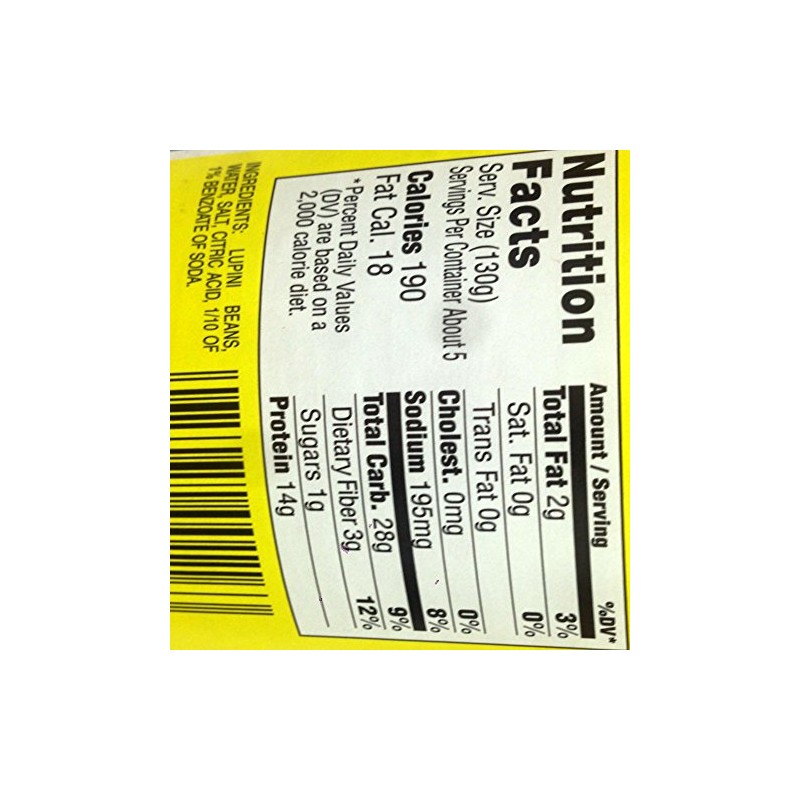 Nutrition
Facts
Serv. Size (130g)
Servings Per Container About 5
Calories 190
Fat Cal. 18
*Percent Daily Values
(DV) are based on a
2,000 calorie diet.
Amount / Serving %DV*
Total Fat 2g 3%
Sat. Fat 0g 0%
Trans Fat 0g
Cholest. 0mg 0%
Sodium 195mg 8%
Total Carb. 28g 9%
Dietary Fiber 3g 12%
Sugars 1g
Protein 14g
INGREDIENTS: LUPINI BEANS,
WATER, SALT, CITRIC ACID, 1/10 OF
1% BENZOATE OF SODA.